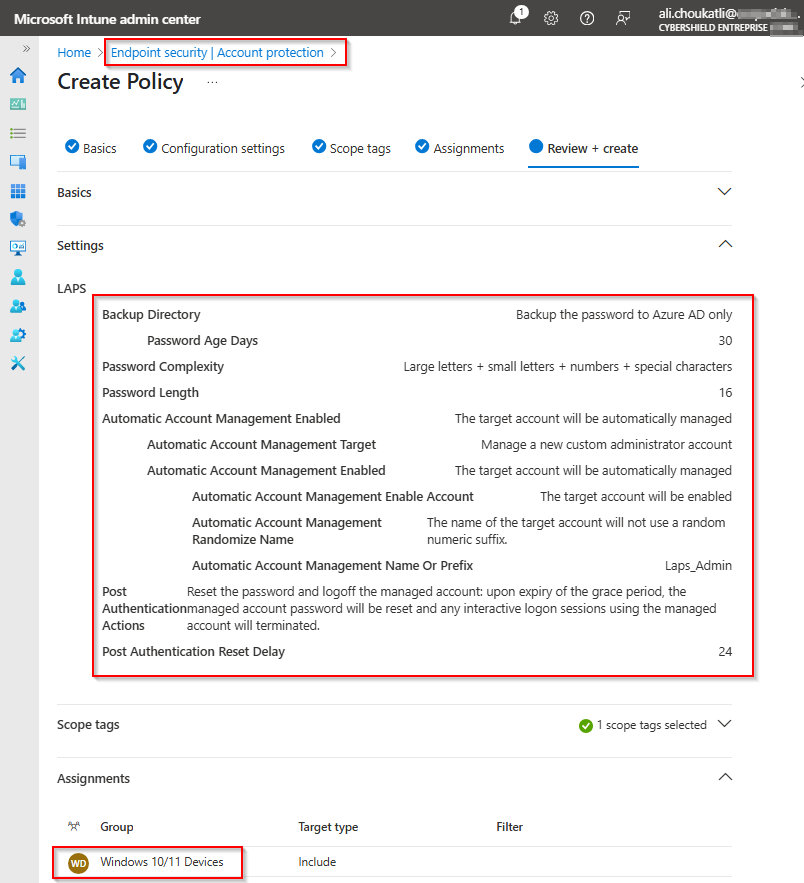 Microsoft Intune admin center
1
ali.choukatli@
CYBERSHIELD ENTREPRISE
Home > Endpoint security | Account protection >
Create Policy ...
Basics Configuration settings Scope tags Assignments Review + create
Basics
Settings
LAPS
Backup Directory Backup the password to Azure AD only
Password Age Days 30
Password Complexity Large letters + small letters + numbers + special characters
Password Length 16
Automatic Account Management Enabled The target account will be automatically managed
Automatic Account Management Target Manage a new custom administrator account
Automatic Account Management Enabled The target account will be automatically managed
Automatic Account Management Enable Account The target account will be enabled
Automatic Account Management The name of the target account will not use a random
Randomize Name numeric suffix.
Automatic Account Management Name Or Prefix Laps_Admin
Post Reset the password and logoff the managed account: upon expiry of the grace period, the
Authentication managed account password will be reset and any interactive logon sessions using the managed
Actions account will terminated.
Post Authentication Reset Delay 24
Scope tags 1 scope tags selected
Assignments
Group Target type Filter
WD Windows 10/11 Devices Include